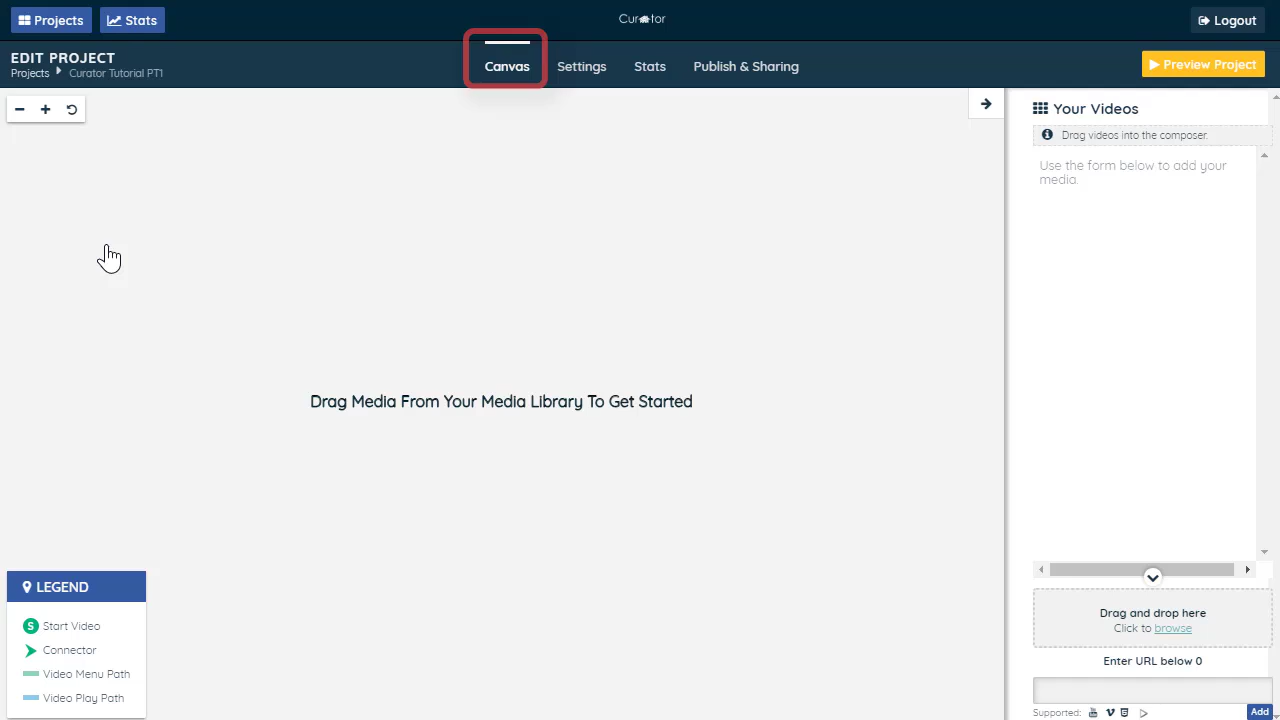 Projects
Stats
Curator
Logout
EDIT PROJECT
Projects
Curator Tutorial PT1
Canvas
Settings
Stats
Publish & Sharing
Preview Project
Your Videos
Drag videos into the composer.
Use the form below to add your
media.
Drag Media From Your Media Library To Get Started
LEGEND
S
Start Video
Connector
Video Menu Path
Video Play Path
Drag and drop here
Click to browse
Enter URL below 0
Supported:
Add